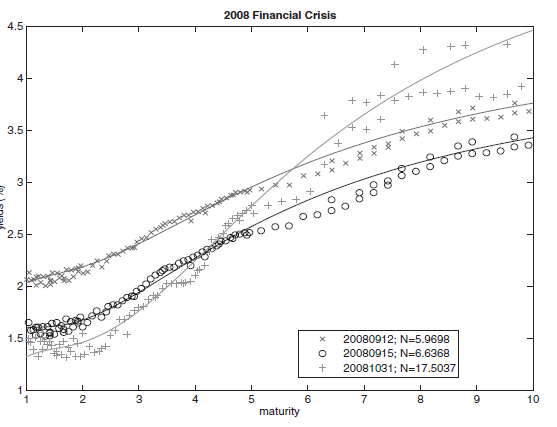 2008 Financial Crisis
4.5
4
3.5
3
2.5
2
1.5
1
1 2 3 4 5 6 7 8 9 10
maturity
× 20080912; N=5.9698
○ 20080915; N=6.6368
+ 20081031; N=17.5037